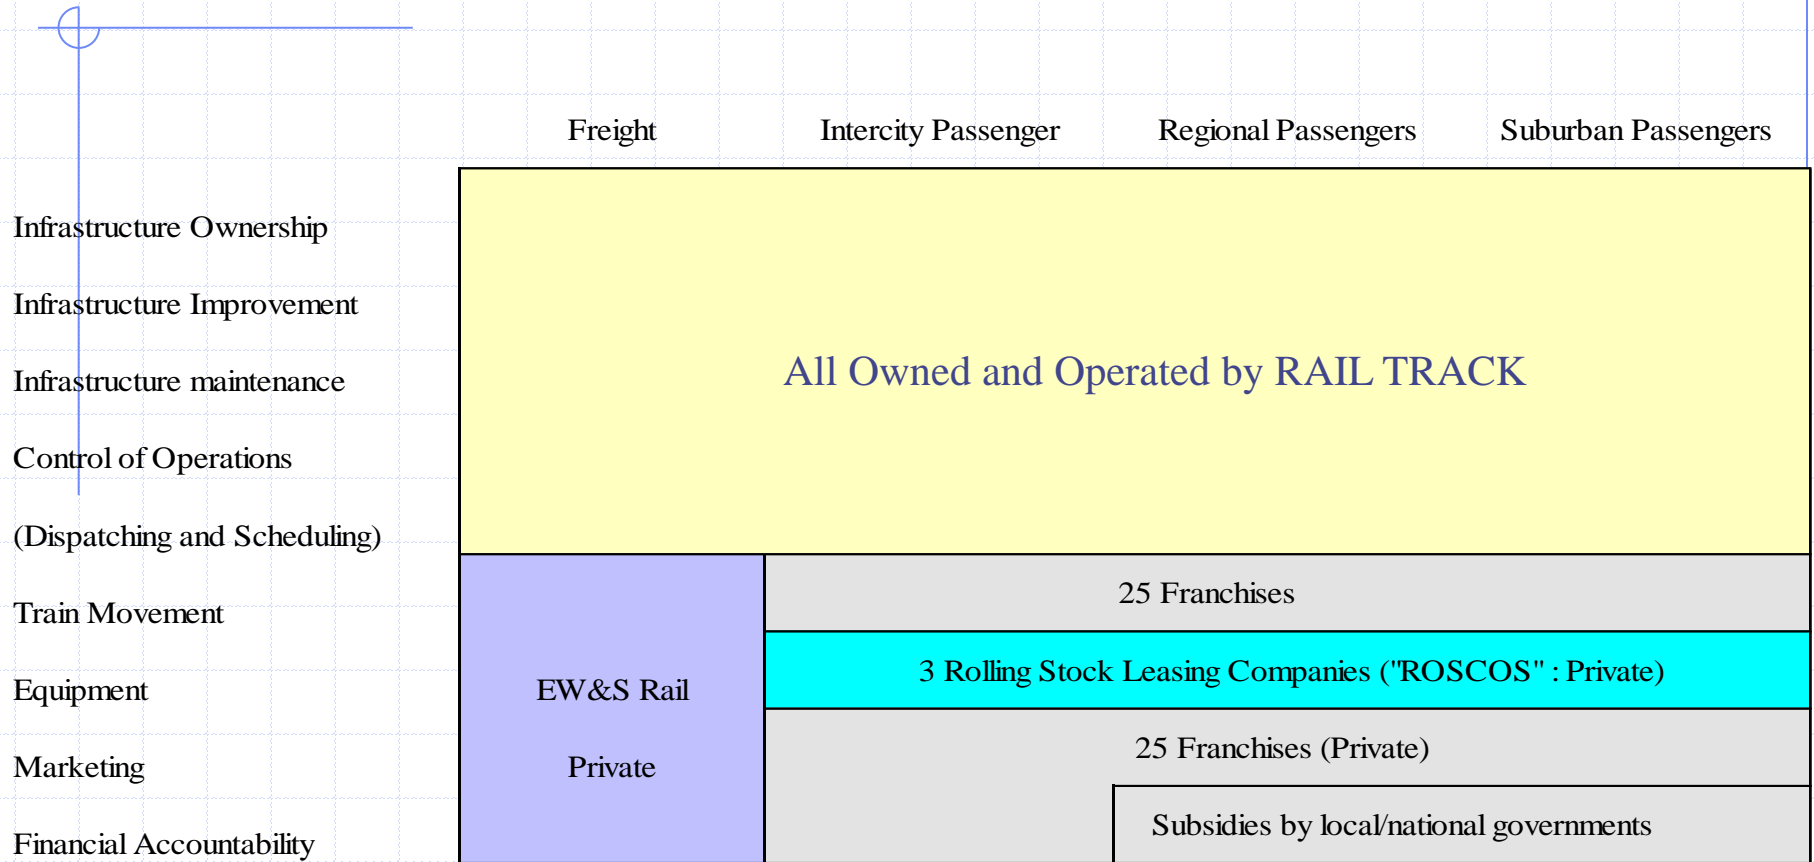 Freight Intercity Passenger Regional Passengers Suburban Passengers
Infrastructure Ownership
Infrastructure Improvement
All Owned and Operated by RAIL TRACK
Infrastructure maintenance
Control of Operations
(Dispatching and Scheduling)
25 Franchises
Train Movement
3 Rolling Stock Leasing Companies ("ROSCOS" : Private)
Equipment EW&S Rail
25 Franchises (Private)
Marketing Private
Subsidies by local/national governments
Financial Accountability